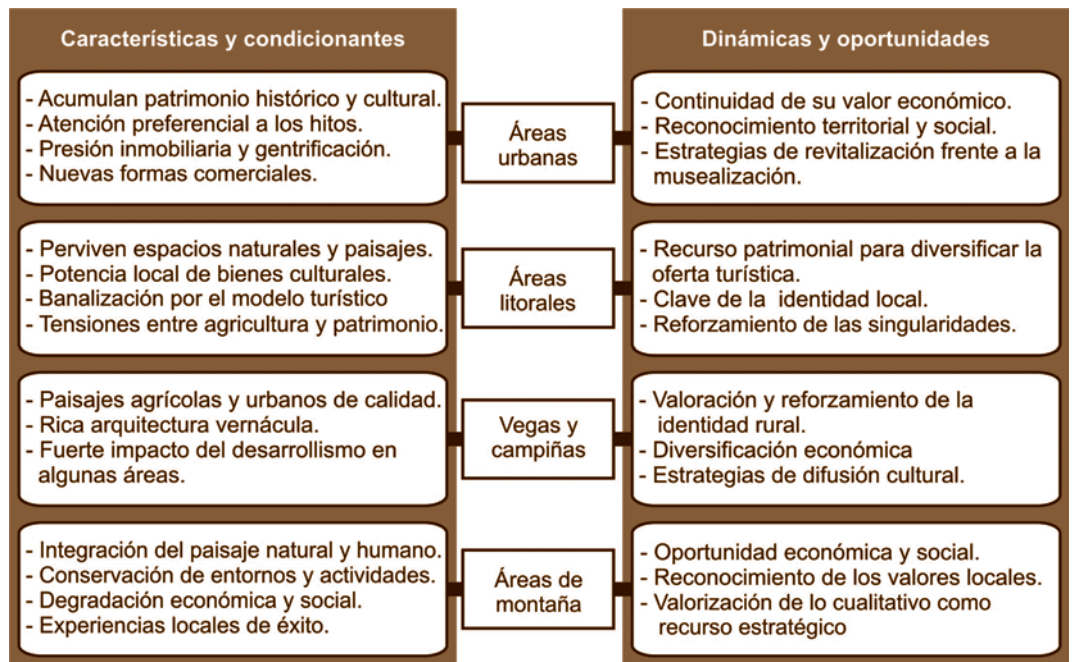 Características y condicionantes
Dinámicas y oportunidades
- Acumulan patrimonio histórico y cultural.
- Atención preferencial a los hitos.
- Presión inmobiliaria y gentrificación.
- Nuevas formas comerciales.
Áreas
urbanas
- Continuidad de su valor económico.
- Reconocimiento territorial y social.
- Estrategias de revitalización frente a la
musealización.
- Perviven espacios naturales y paisajes.
- Potencia local de bienes culturales.
- Banalización por el modelo turístico
- Tensiones entre agricultura y patrimonio.
Áreas
litorales
- Recurso patrimonial para diversificar la
oferta turística.
- Clave de la identidad local.
- Reforzamiento de las singularidades.
- Paisajes agrícolas y urbanos de calidad.
- Rica arquitectura vernácula.
- Fuerte impacto del desarrollismo en
algunas áreas.
Vegas y
campiñas
- Valoración y reforzamiento de la
identidad rural.
- Diversificación económica
- Estrategias de difusión cultural.
- Integración del paisaje natural y humano.
- Conservación de entornos y actividades.
- Degradación económica y social.
- Experiencias locales de éxito.
Áreas de
montaña
- Oportunidad económica y social.
- Reconocimiento de los valores locales.
- Valorización de lo cualitativo como
recurso estratégico